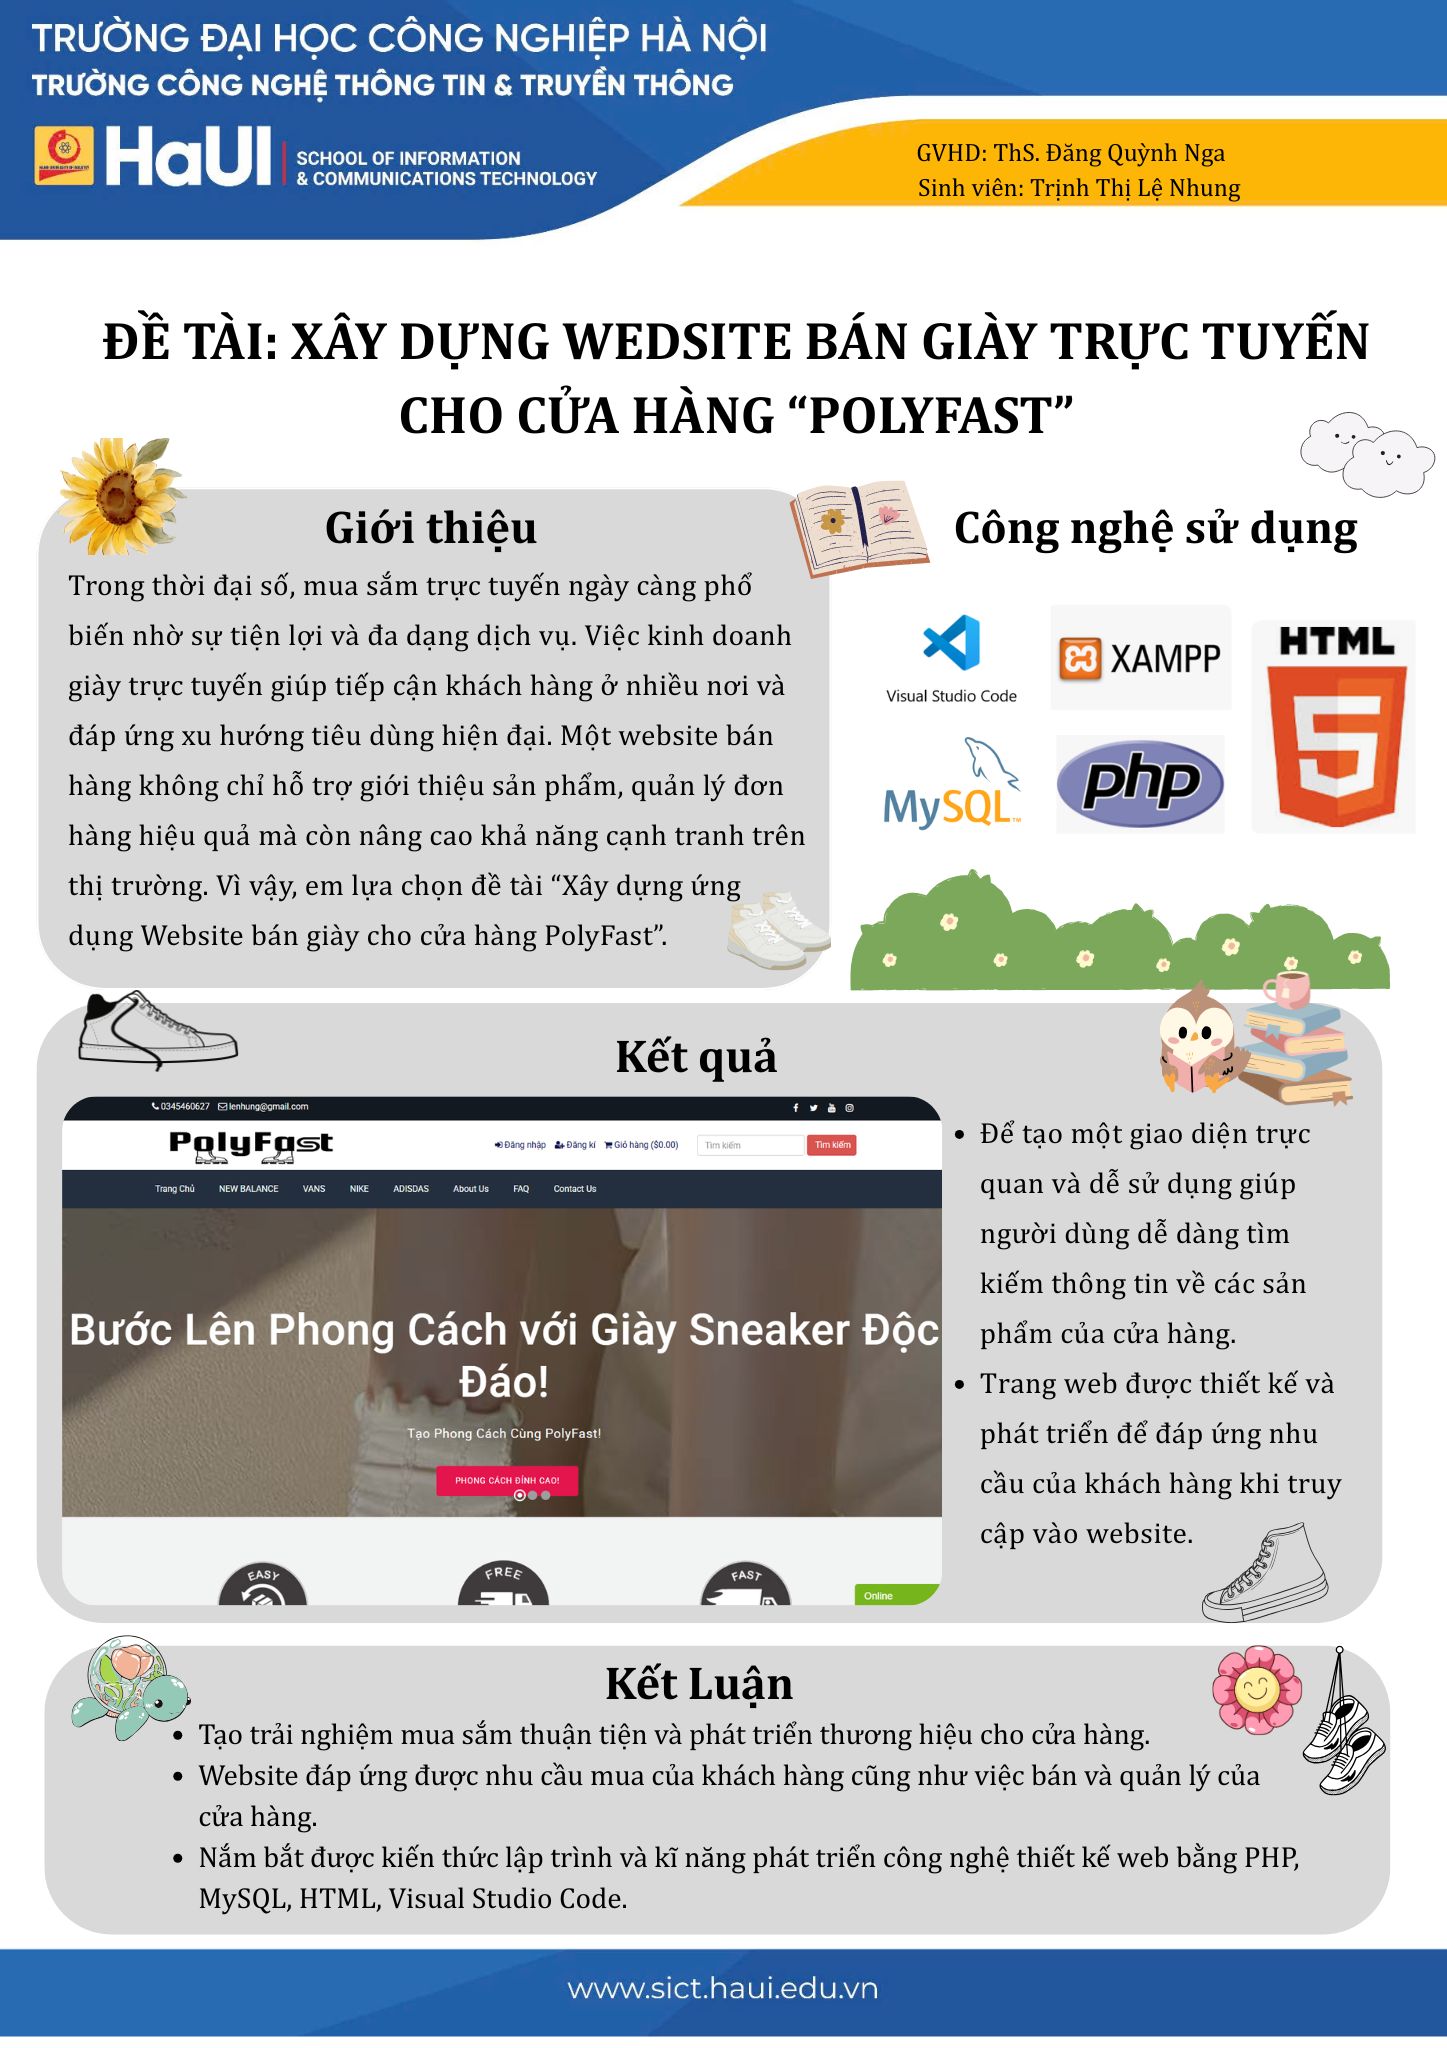 TRƯỜNG ĐẠI HỌC CÔNG NGHIỆP HÀ NỘI
TRƯỜNG CÔNG NGHỆ THÔNG TIN & TRUYỀN THÔNG
HaUI
SCHOOL OF INFORMATION
& COMMUNICATIONS TECHNOLOGY
GVHD: ThS. Đăng Quỳnh Nga
Sinh viên: Trịnh Thị Lệ Nhung
ĐỀ TÀI: XÂY DỰNG WEDSITE BÁN GIÀY TRỰC TUYẾN
CHO CỬA HÀNG “POLYFAST”
Giới thiệu
Trong thời đại số, mua sắm trực tuyến ngày càng phổ
biến nhờ sự tiện lợi và đa dạng dịch vụ. Việc kinh doanh
giày trực tuyến giúp tiếp cận khách hàng ở nhiều nơi và
đáp ứng xu hướng tiêu dùng hiện đại. Một website bán
hàng không chỉ hỗ trợ giới thiệu sản phẩm, quản lý đơn
hàng hiệu quả mà còn nâng cao khả năng cạnh tranh trên
thị trường. Vì vậy, em lựa chọn đề tài “Xây dựng ứng
dụng Website bán giày cho cửa hàng PolyFast”.
Công nghệ sử dụng
Visual Studio Code
XAMPP
HTML
5
MySQL™
php
Kết quả
0345460627 lenhung@gmail.com
PolyFast
Đăng nhập Đăng kí Giỏ hàng ($0.00) Tìm kiếm Tìm kiếm
Trang Chủ NEW BALANCE VANS NIKE ADISDAS About Us FAQ Contact Us
Bước Lên Phong Cách với Giày Sneaker Độc
Đáo!
Tạo Phong Cách Cùng PolyFast!
PHONG CÁCH ĐỈNH CAO!
EASY
FREE
FAST
Online
• Để tạo một giao diện trực
quan và dễ sử dụng giúp
người dùng dễ dàng tìm
kiếm thông tin về các sản
phẩm của cửa hàng.
• Trang web được thiết kế và
phát triển để đáp ứng nhu
cầu của khách hàng khi truy
cập vào website.
Kết Luận
• Tạo trải nghiệm mua sắm thuận tiện và phát triển thương hiệu cho cửa hàng.
• Website đáp ứng được nhu cầu mua của khách hàng cũng như việc bán và quản lý của
cửa hàng.
• Nắm bắt được kiến thức lập trình và kĩ năng phát triển công nghệ thiết kế web bằng PHP,
MySQL, HTML, Visual Studio Code.
www.sict.haui.edu.vn